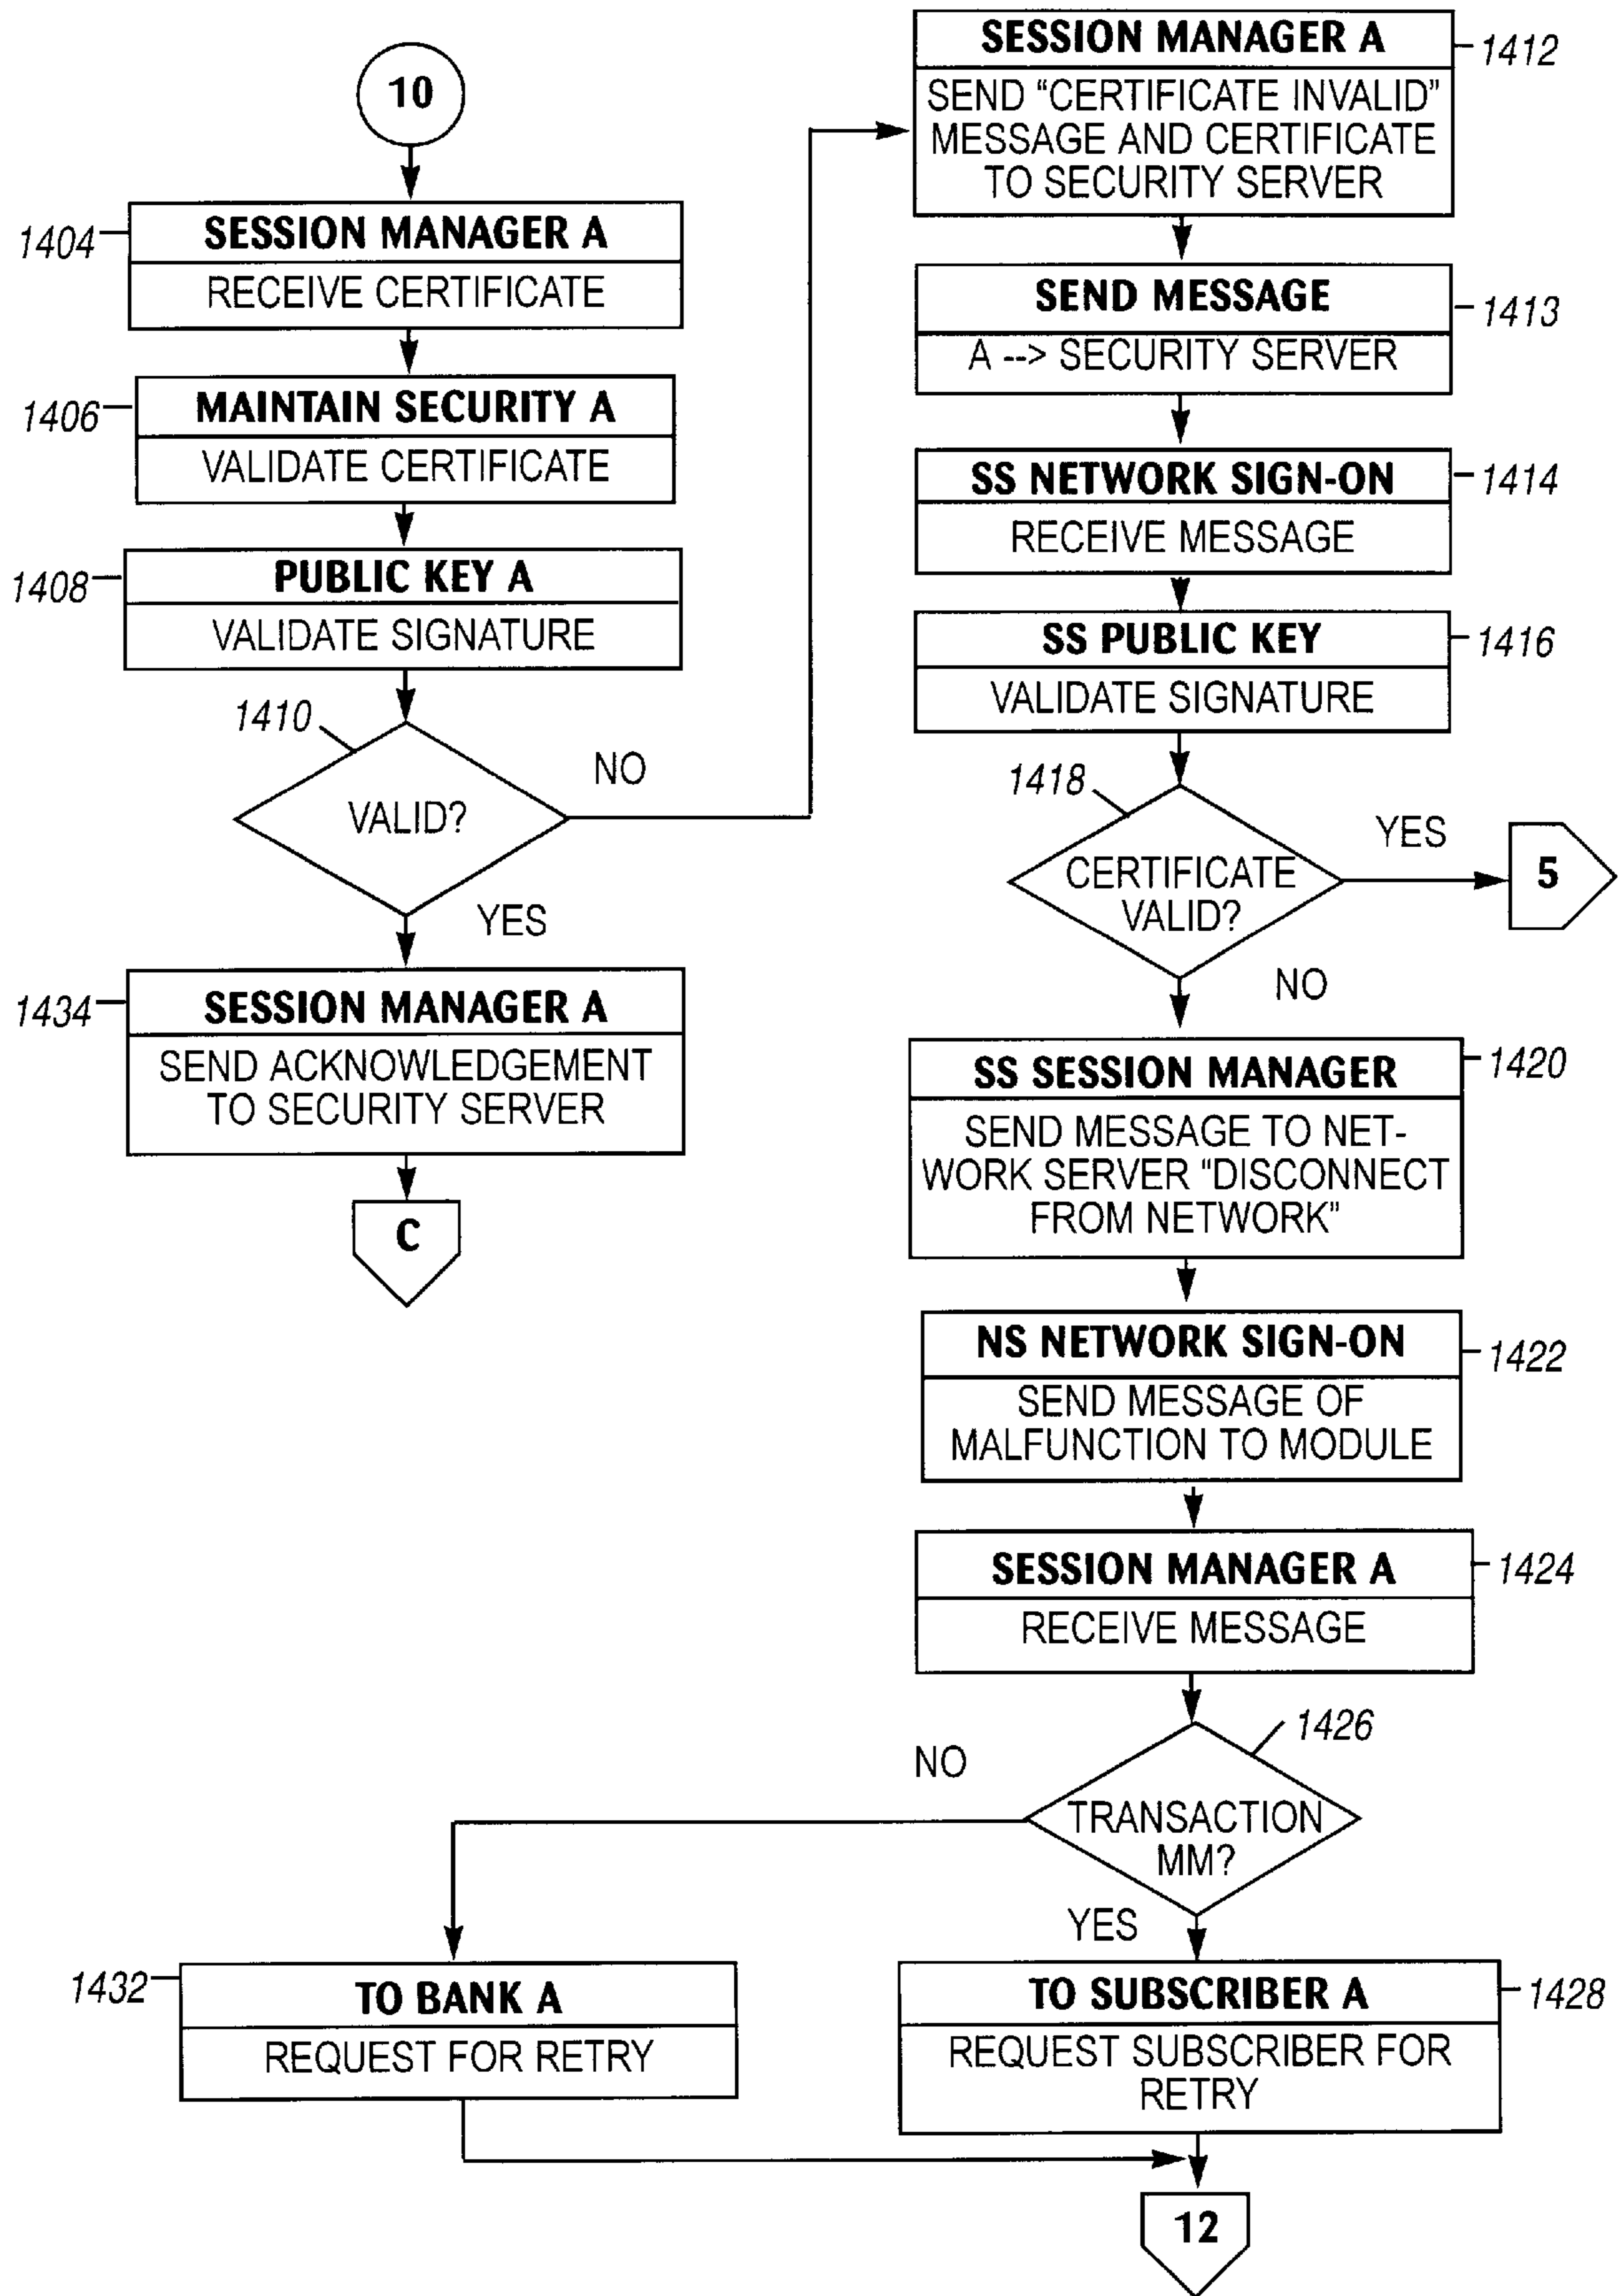 10
1404
SESSION MANAGER A
RECEIVE CERTIFICATE
1406
MAINTAIN SECURITY A
VALIDATE CERTIFICATE
1408
PUBLIC KEY A
VALIDATE SIGNATURE
1410
VALID?
NO
YES
1434
SESSION MANAGER A
SEND ACKNOWLEDGEMENT
TO SECURITY SERVER
C
SESSION MANAGER A
1412
SEND “CERTIFICATE INVALID”
MESSAGE AND CERTIFICATE
TO SECURITY SERVER
SEND MESSAGE
1413
A --> SECURITY SERVER
SS NETWORK SIGN-ON
1414
RECEIVE MESSAGE
SS PUBLIC KEY
1416
VALIDATE SIGNATURE
1418
CERTIFICATE
VALID?
YES
5
NO
SS SESSION MANAGER
1420
SEND MESSAGE TO NET-
WORK SERVER “DISCONNECT
FROM NETWORK”
NS NETWORK SIGN-ON
1422
SEND MESSAGE OF
MALFUNCTION TO MODULE
SESSION MANAGER A
1424
RECEIVE MESSAGE
1426
NO
TRANSACTION
MM?
YES
1432
TO BANK A
REQUEST FOR RETRY
TO SUBSCRIBER A
1428
REQUEST SUBSCRIBER FOR
RETRY
12